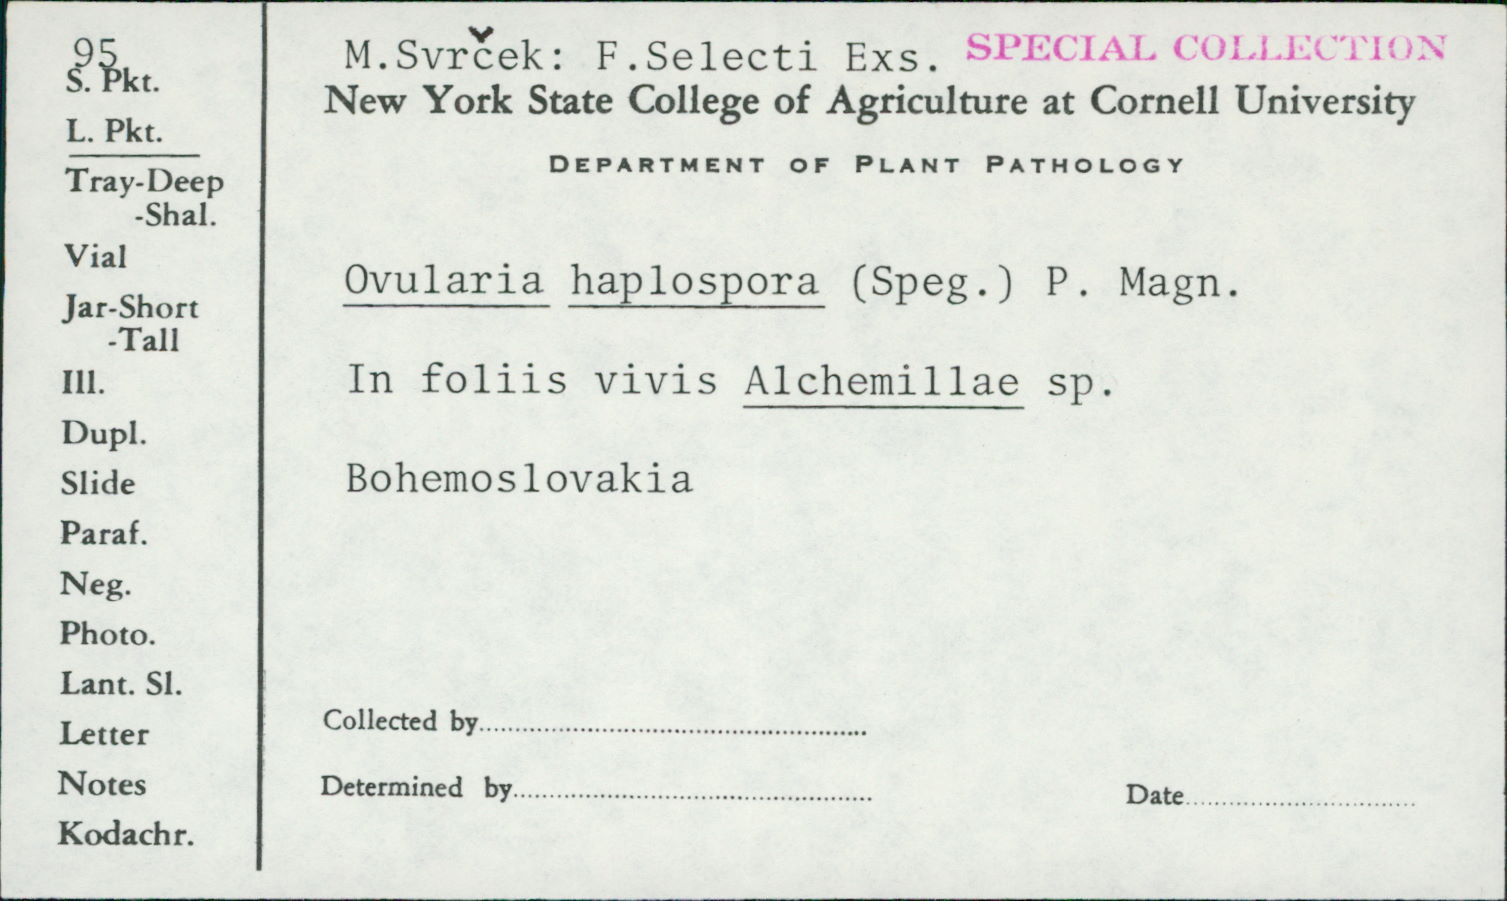 95
S. Pkt.
L. Pkt.
Tray-Deep
-Shal.
Vial
Jar-Short
-Tall
Ill.
Dupl.
Slide
Paraf.
Neg.
Photo.
Lant. Sl.
Letter
Notes
Kodachr.
M.Svrček: F.Selecti Exs. SPECIAL COLLECTION
New York State College of Agriculture at Cornell University
DEPARTMENT OF PLANT PATHOLOGY
Ovularia haplospora (Speg.) P. Magn.
In foliis vivis Alchemillae sp.
Bohemoslovakia
Collected by
Determined by
Date